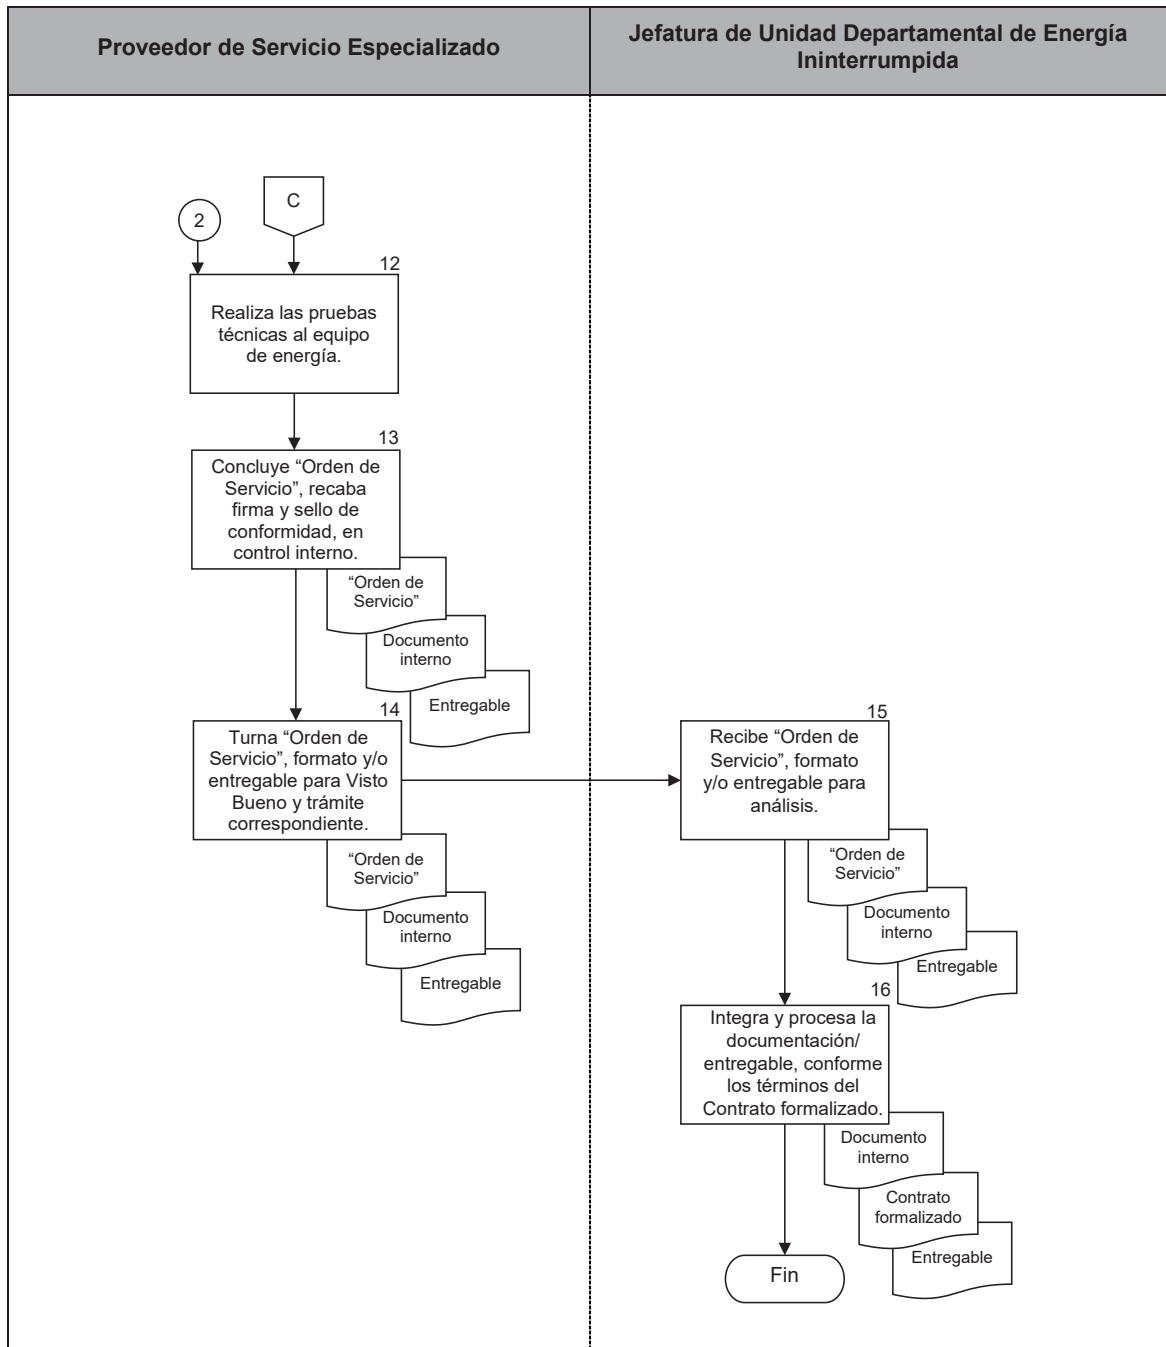 Proveedor de Servicio Especializado
Jefatura de Unidad Departamental de Energía
Ininterrumpida
2
C
12
Realiza las pruebas
técnicas al equipo
de energía.
13
Concluye “Orden de
Servicio”, recaba
firma y sello de
conformidad, en
control interno.
“Orden de
Servicio”
Documento
interno
Entregable
14
Turna “Orden de
Servicio”, formato y/o
entregable para Visto
Bueno y trámite
correspondiente.
“Orden de
Servicio”
Documento
interno
Entregable
15
Recibe “Orden de
Servicio”, formato
y/o entregable para
análisis.
“Orden de
Servicio”
Documento
interno
Entregable
16
Integra y procesa la
documentación/
entregable, conforme
los términos del
Contrato formalizado.
Documento
interno
Contrato
formalizado
Entregable
Fin